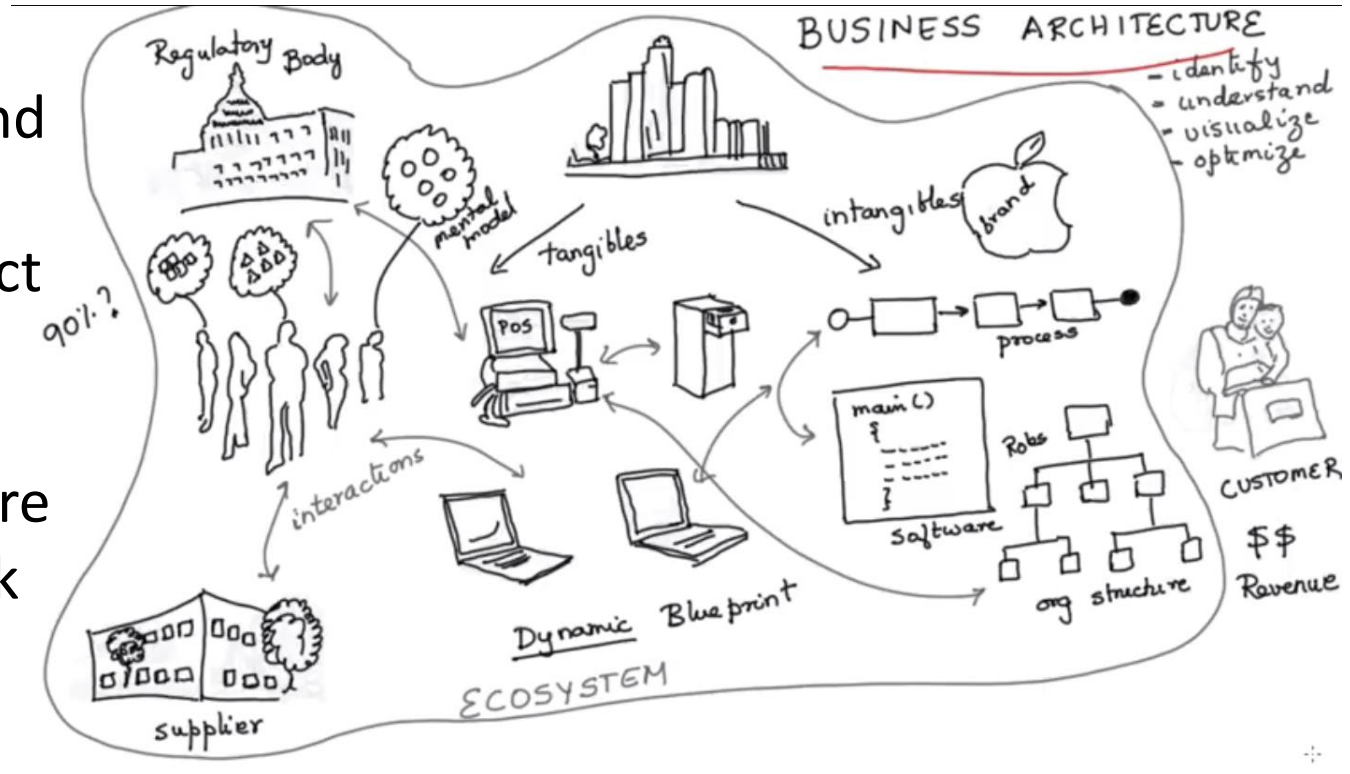 BUSINESS ARCHITECTURE
- identify
- understand
- visualize
- optimize
Regulatory Body
nd
mental
model
intangibles
brand
tangibles
ct
90%?
POS
process
main()
{
}
software
Robs
org structure
interactions
CUSTOMER
$$
Revenue
re
k
Dynamic Blueprint
ECOSYSTEM
supplier